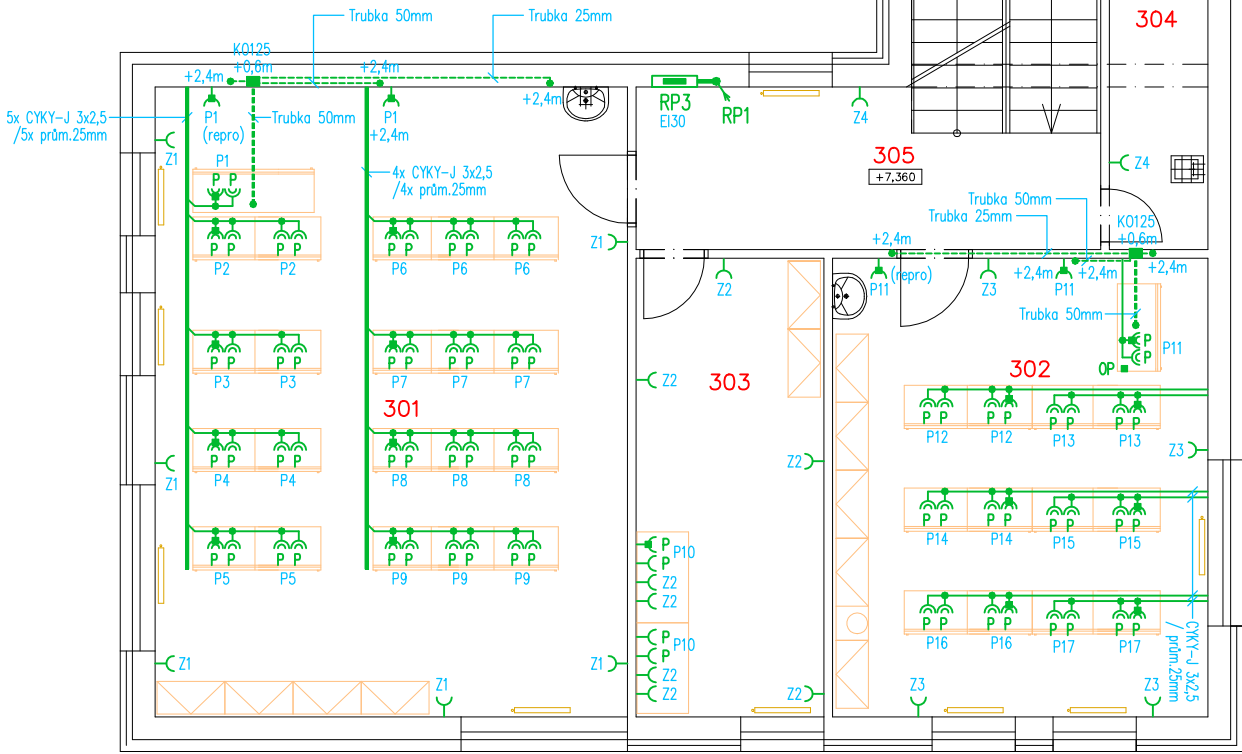 Trubka 50mm
Trubka 25mm
304
KO125
+0,6m
+2,4m
+2,4m
+2,4m
5x CYKY-J 3x2,5
/5x prům.25mm
P1
(repro)
Trubka 50mm
P1
+2,4m
RP3
EI30
RP1
Z4
Z1
P1
P P
4x CYKY-J 3x2,5
/4x prům.25mm
305
+7,360
Z4
Trubka 50mm
Trubka 25mm
KO125
+0,6m
Z1
+2,4m
P P
P P
P2
P2
P P
P P
P P
P6
P6
P6
Z2
P11
(repro)
Z3
+2,4m
P11
+2,4m
+2,4m
Trubka 50mm
P
P
P11
OP
P P
P P
P3
P3
P P
P P
P P
P7
P7
P7
Z2
303
302
301
P P
P P
P P
P P
P12
P12
P13
P13
Z3
P P
P P
P4
P4
P P
P P
P P
P8
P8
P8
Z1
Z2
P P
P P
P P
P P
P14
P14
P15
P15
P P
P P
P5
P5
P P
P P
P P
P9
P9
P9
P
P10
P
Z2
Z2
P
P10
P
Z2
Z2
P P
P P
P P
P P
P16
P16
P17
P17
CYKY-J 3x2,5
/ prům.25mm
Z1
Z1
Z1
Z2
Z3
Z3